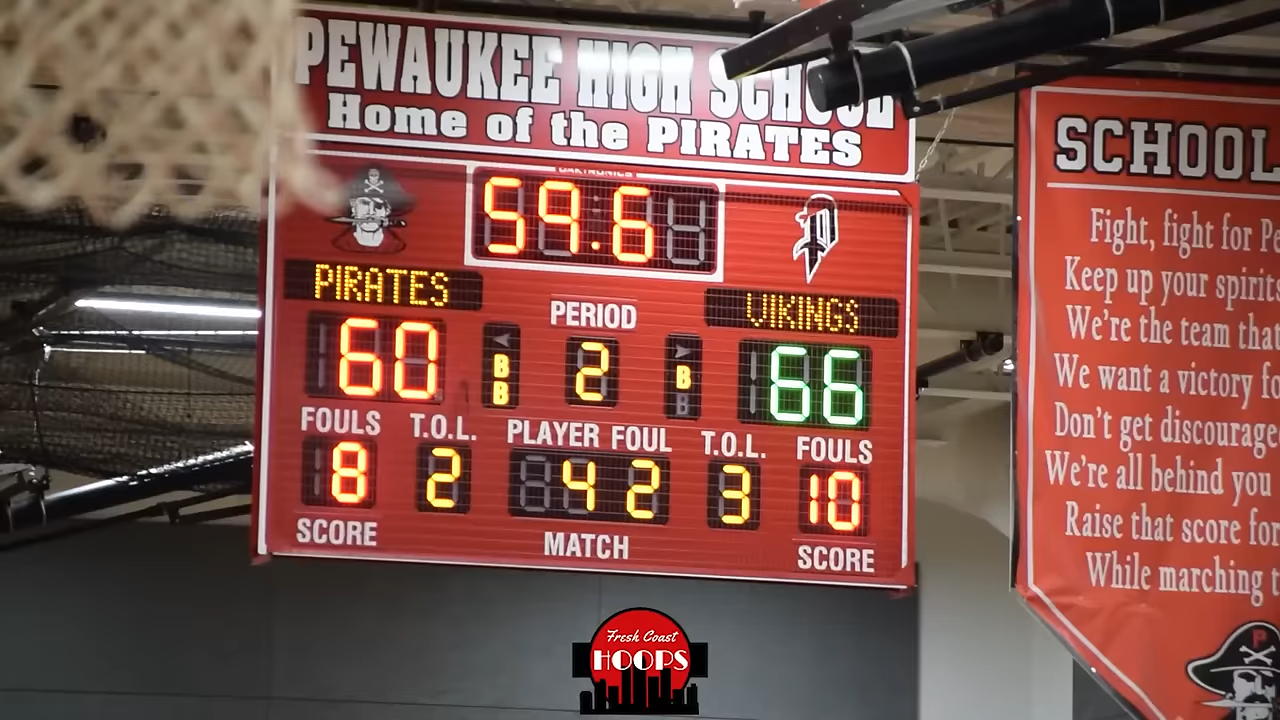 PEWAUKEE HIGH SCHOOL
Home of the PIRATES
DAKTRONICS
59.6
PIRATES
VIKINGS
PERIOD
60
B
B
2
B
B
66
FOULS
T.O.L.
PLAYER FOUL
T.O.L.
FOULS
8
2
42
3
10
SCORE
MATCH
SCORE
SCHOOL
Fight, fight for Pe
Keep up your spirits
We're the team that
We want a victory fo
Don't get discourage
We're all behind you
Raise that score for
While marching t
P
Fresh Coast
HOOPS